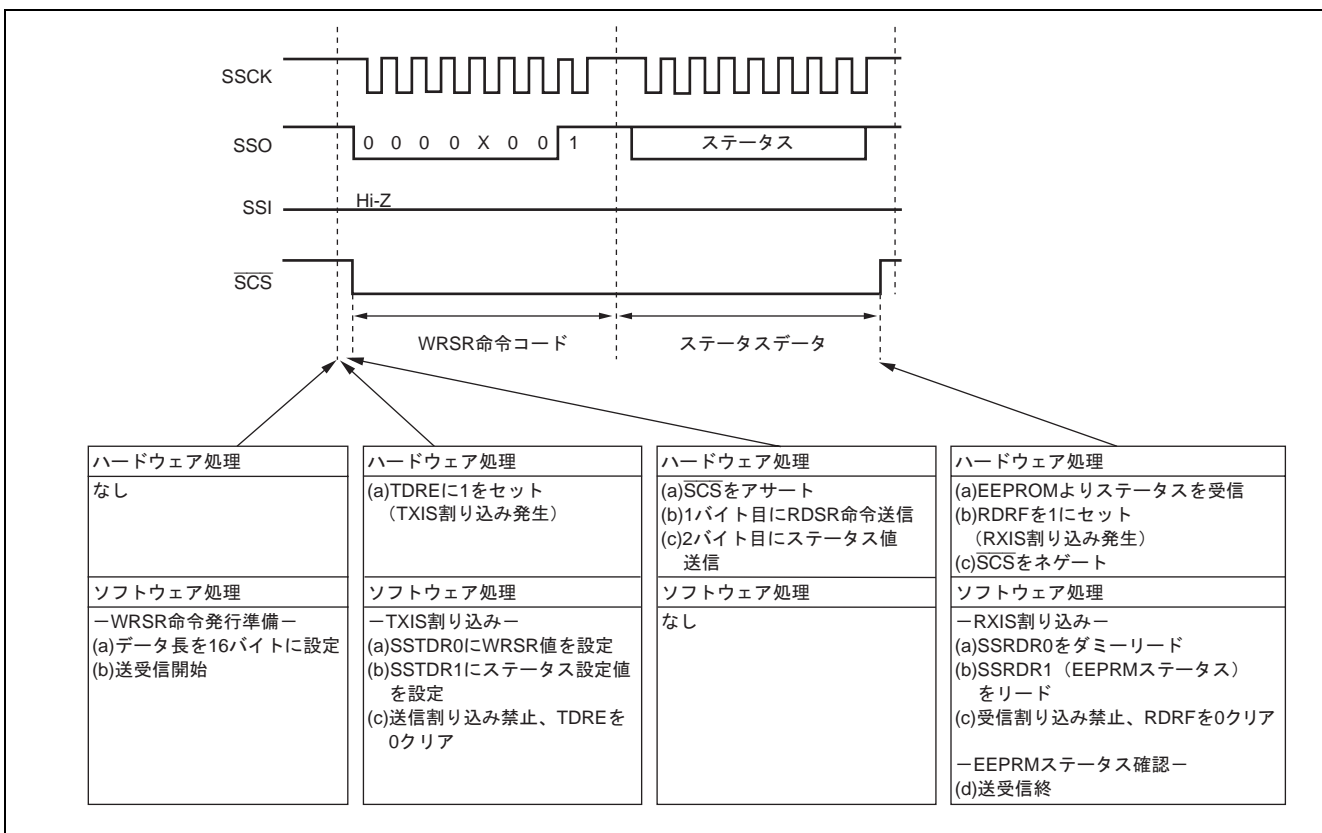 SSCK
SSO
0 0 0 0 X 0 0 1
ステータス
SSI
Hi-Z
SCS
WRSR命令コード
ステータスデータ
ハードウェア処理
なし
ソフトウェア処理
－WRSR命令発行準備－
(a)データ長を16バイトに設定
(b)送受信開始
ハードウェア処理
(a)TDREに1をセット
（TXIS割り込み発生）
ソフトウェア処理
－TXIS割り込み－
(a)SSTDR0にWRSR値を設定
(b)SSTDR1にステータス設定値
を設定
(c)送信割り込み禁止、TDREを
0クリア
ハードウェア処理
(a)SCSをアサート
(b)1バイト目にRDSR命令送信
(c)2バイト目にステータス値
送信
ソフトウェア処理
なし
ハードウェア処理
(a)EEPROMよりステータスを受信
(b)RDRFを1にセット
（RXIS割り込み発生）
(c)SCSをネゲート
ソフトウェア処理
－RXIS割り込み－
(a)SSRDR0をダミーリード
(b)SSRDR1（EEPRMステータス）
をリード
(c)受信割り込み禁止、RDRFを0クリア
－EEPRMステータス確認－
(d)送受信終